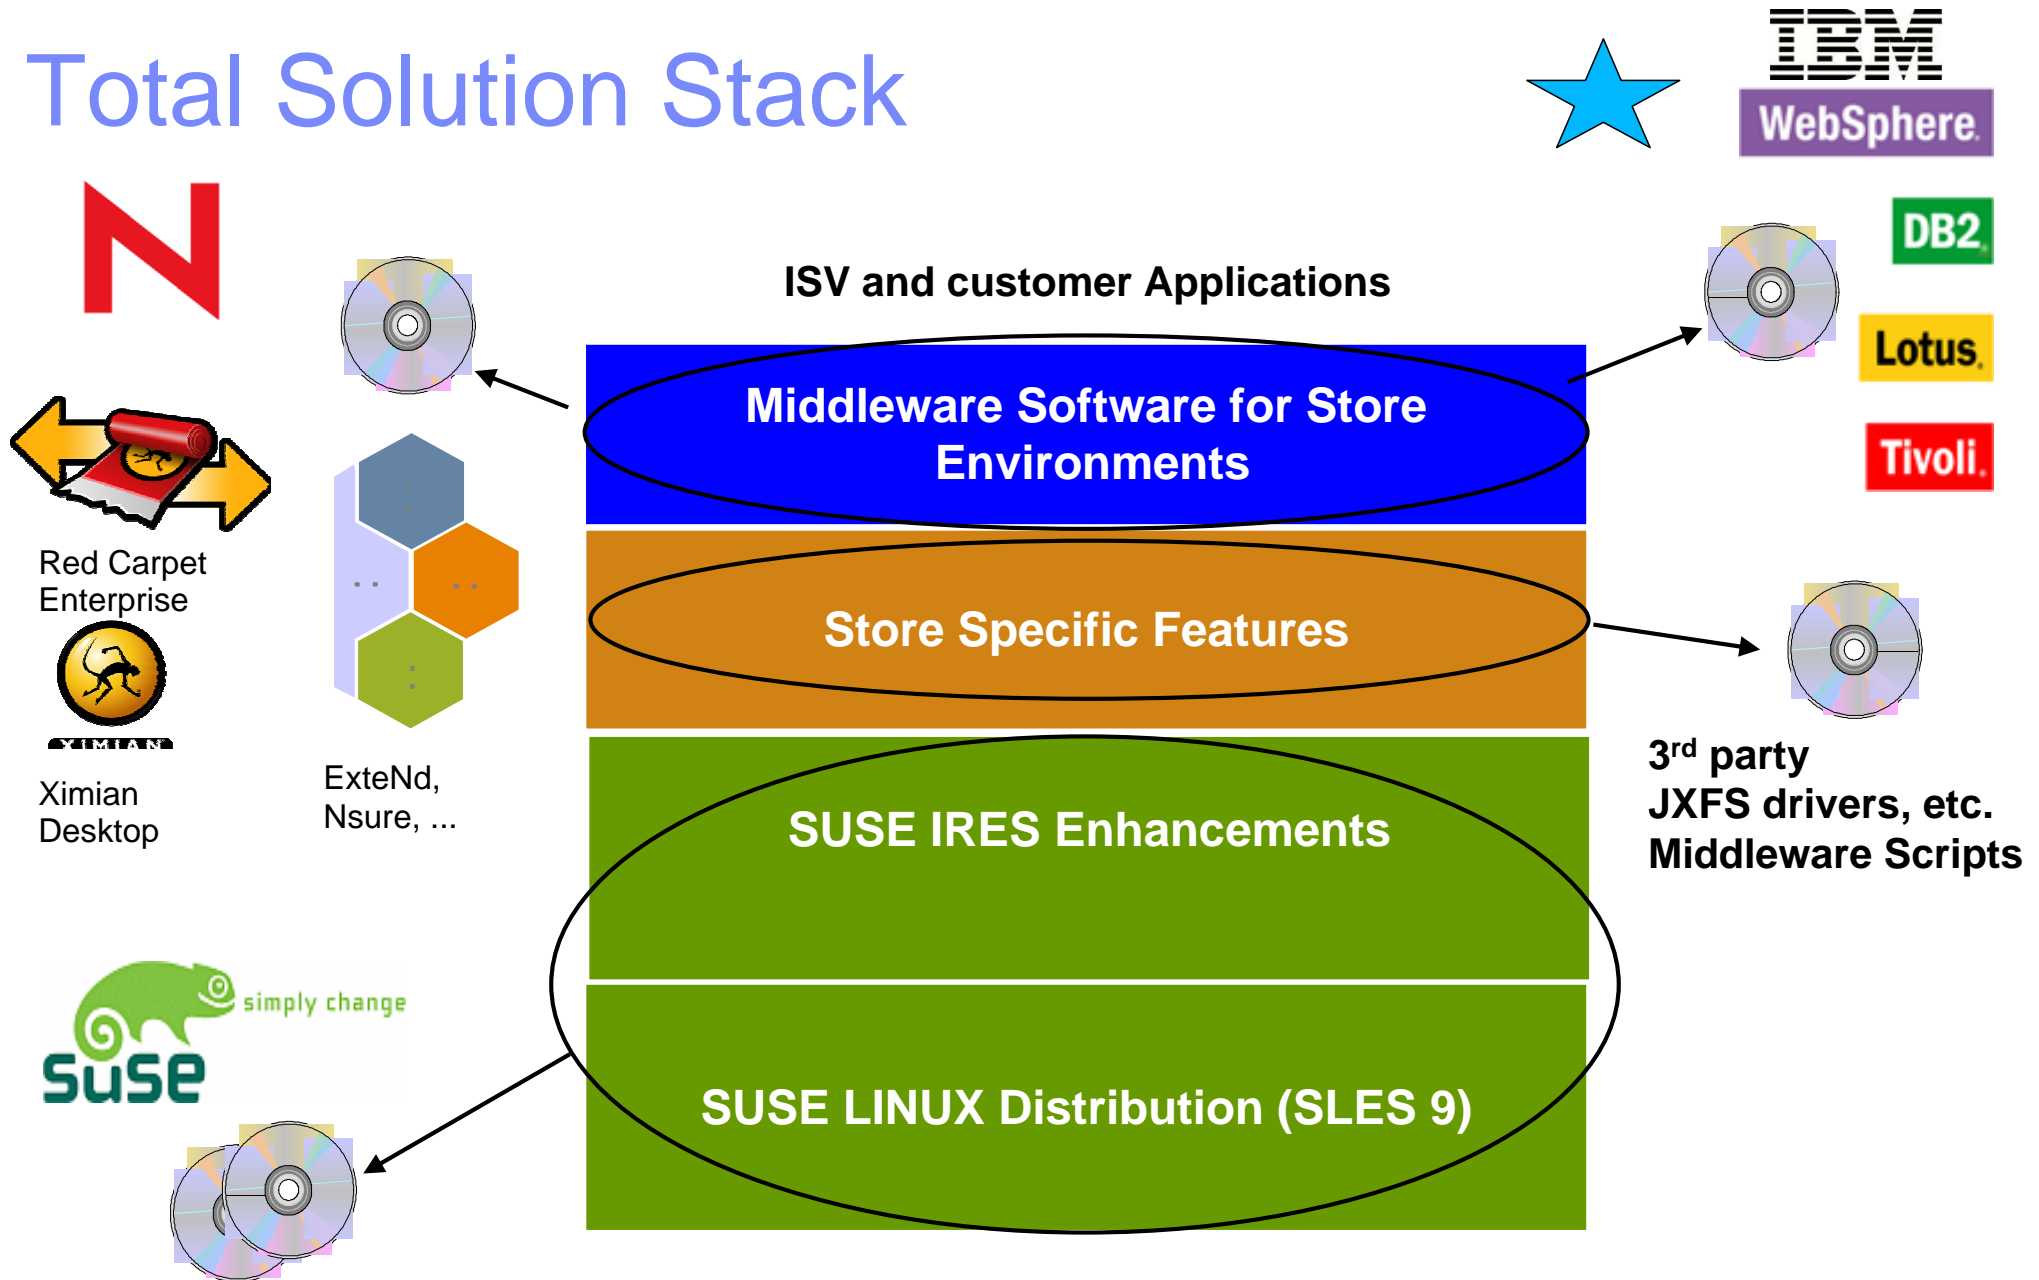 Total Solution Stack
IBM
WebSphere.
DB2.
Lotus.
Tivoli.
N
ISV and customer Applications
Middleware Software for Store
Environments
Store Specific Features
SUSE IRES Enhancements
SUSE LINUX Distribution (SLES 9)
Red Carpet
Enterprise
XIMIAN
Ximian
Desktop
ExteNd,
Nsure, ...
3rd party
JXFS drivers, etc.
Middleware Scripts
simply change
suse